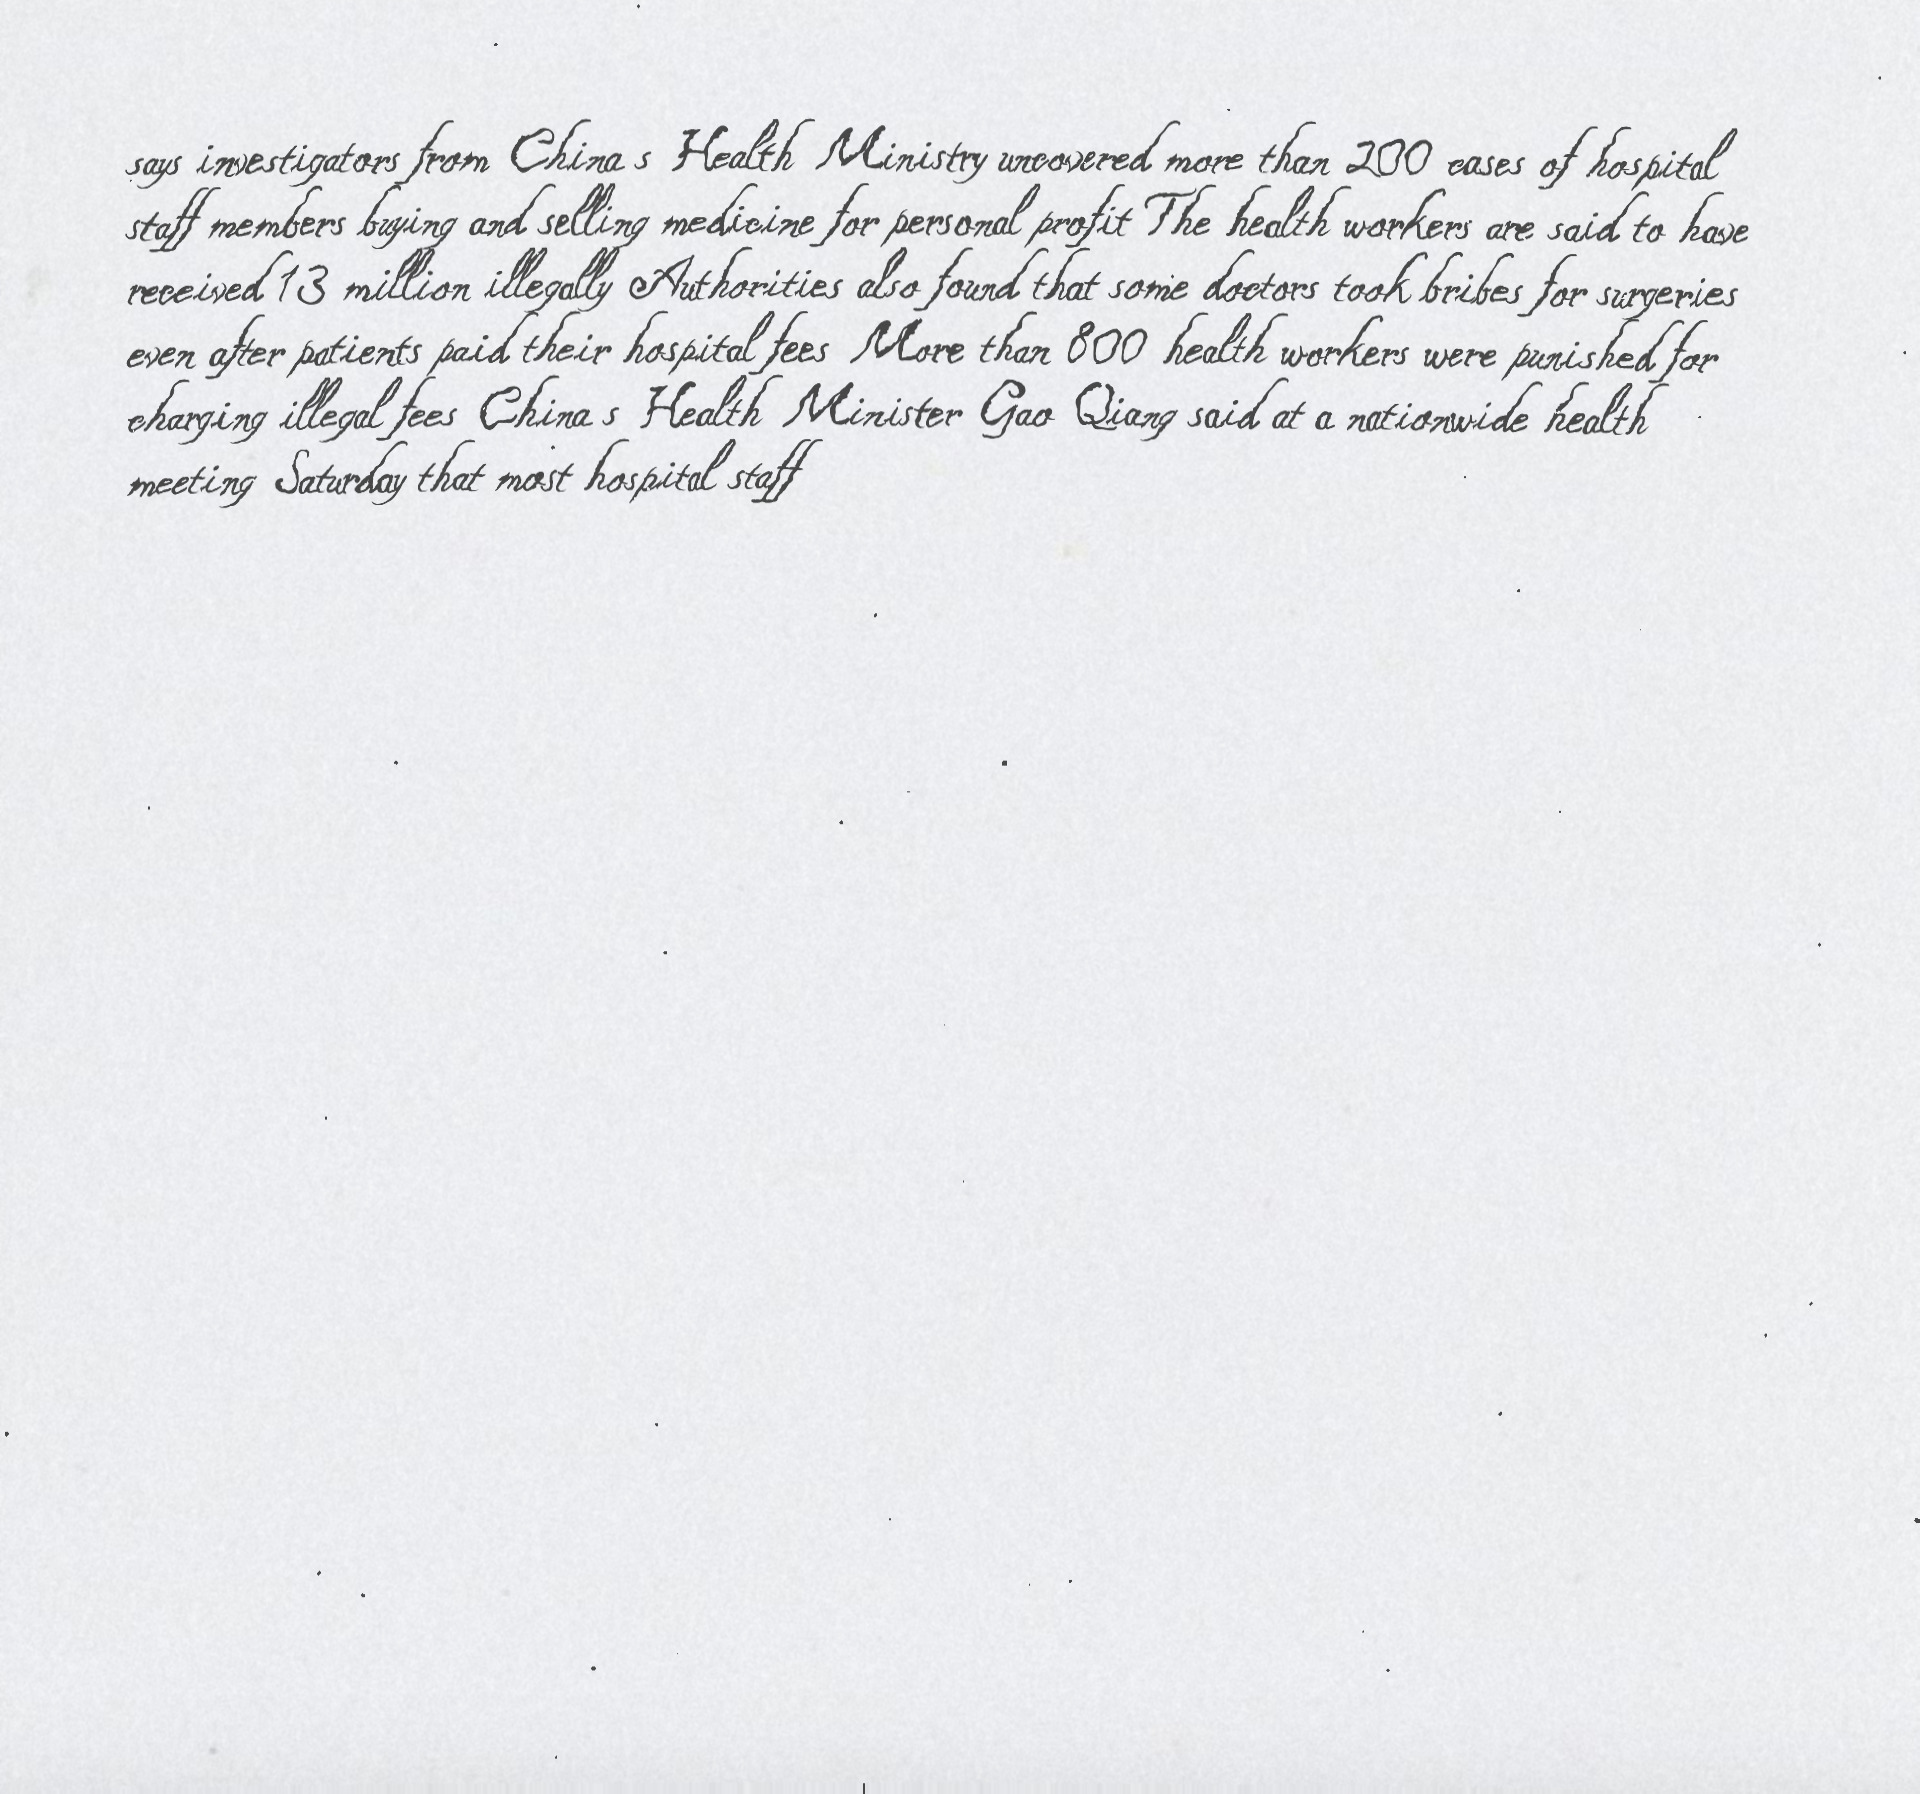 says investigators from China s Health Ministry uncovered more than 200 cases of hospital
staff members buying and selling medicine for personal profit The health workers are said to have
received 13 million illegally Authorities also found that some doctors took bribes for surgeries
even after patients paid their hospital fees More than 800 health workers were punished for
charging illegal fees China s Health Minister Gao Qiang said at a nationwide health
meeting Saturday that most hospital staff